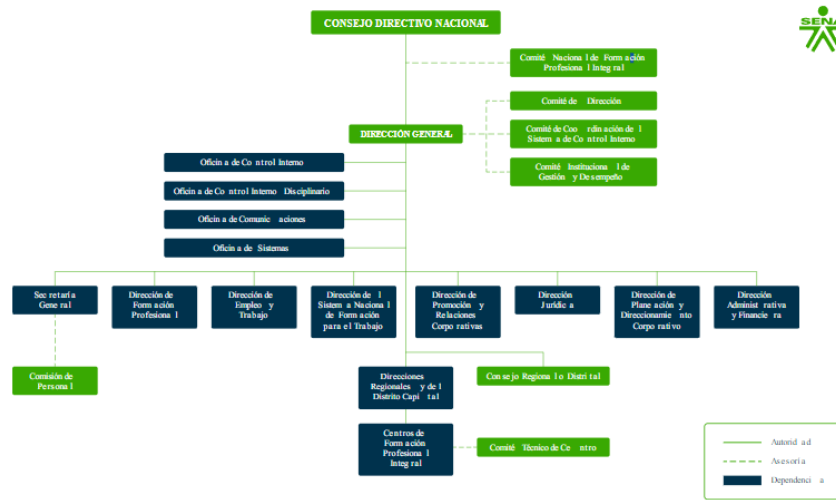 CONSEJO DIRECTIVO NACIONAL
SENA
Comité Nacional de Formación
Profesional Integral
Comité de Dirección
DIRECCIÓN GENERAL
Comité de Coordinación del
Sistema de Control Interno
Comité Institucional de
Gestión y Desempeño
Oficina de Control Interno
Oficina de Control Interno Disciplinario
Oficina de Comunicaciones
Oficina de Sistemas
Secretaría
General
Dirección de
Formación
Profesional
Dirección de
Empleo y
Trabajo
Dirección del
Sistema Nacional
de Formación
para el Trabajo
Dirección de
Promoción y
Relaciones
Corporativas
Dirección
Jurídica
Dirección de
Planeación y
Direccionamiento
Corporativo
Dirección
Administrativa
y Financiera
Comisión de
Personal
Direcciones
Regionales y del
Distrito Capital
Consejo Regional o Distrital
Centros de
Formación
Profesional
Integral
Comité Técnico de Centro
Autoridad
Asesoría
Dependencia